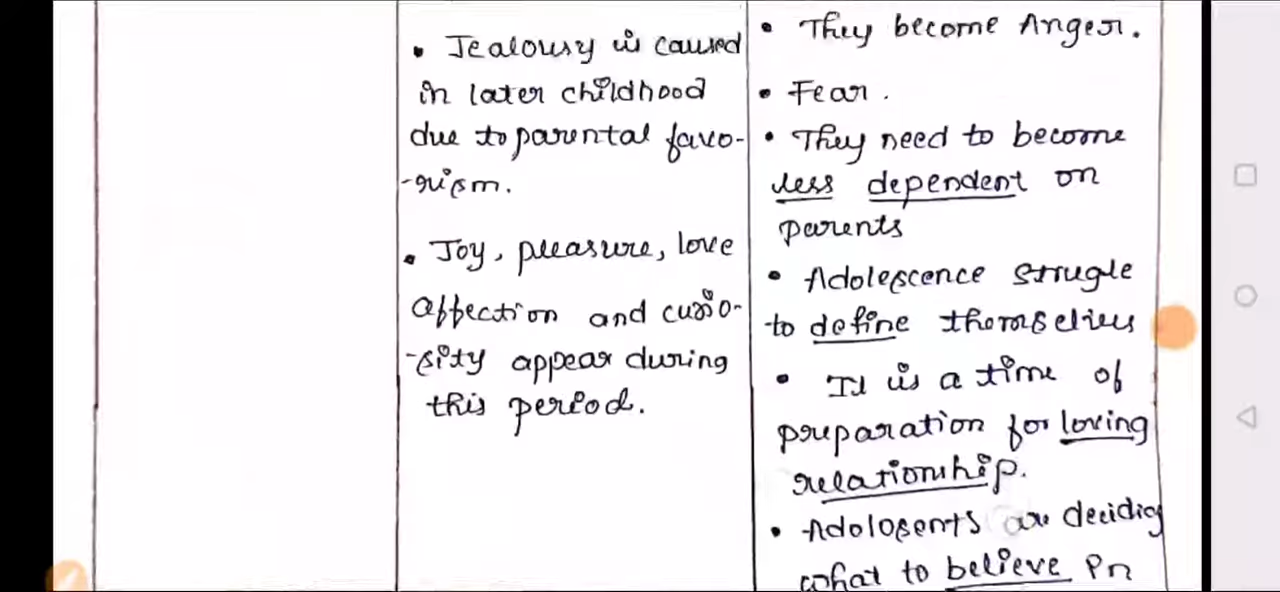 • Jealousy is caused
in later childhood
due to parental favo-
-rism.
• Joy, pleasure, love
affection and curio-
-sity appear during
this period.
• They become Anger.
• Fear.
• They need to become
less dependent on
parents
• Adolescence strugle
to define themselves
• It is a time of
preparation for loving
relationship.
• Adolosents are deciding
what to believe in